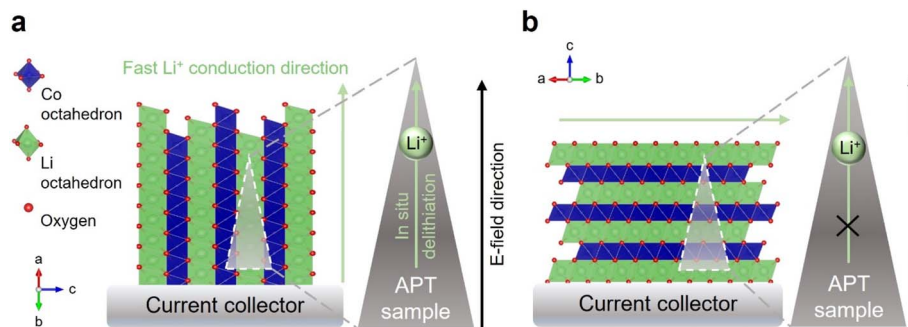 a
Co
octahedron
Li
octahedron
Oxygen
a
c
b
Fast Li⁺ conduction direction
Li⁺
In situ
delithiation
APT
sample
Current collector
E-field direction
b
c
a
b
Li⁺
APT
sample
Current collector